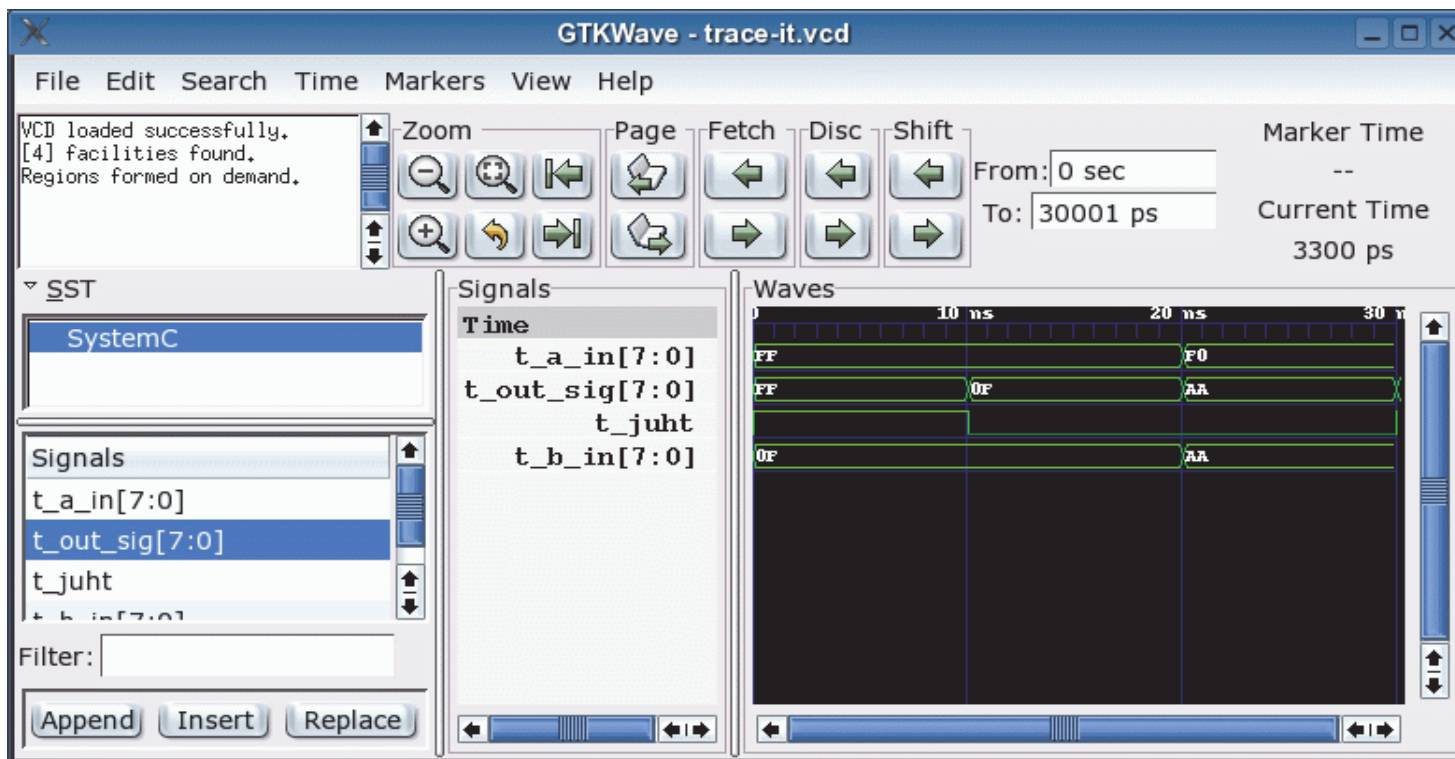 GTKWave - trace-it.vcd
File Edit Search Time Markers View Help
VCD loaded successfully.
[4] facilities found.
Regions formed on demand.
Zoom
Page
Fetch
Disc
Shift
From: 0 sec
To: 30001 ps
Marker Time
--
Current Time
3300 ps
SST
SystemC
Signals
t_a_in[7:0]
t_out_sig[7:0]
t_juht
t_b_in[7:0]
Filter:
Append Insert Replace
Signals
Time
t_a_in[7:0]
t_out_sig[7:0]
t_juht
t_b_in[7:0]
Waves
0 10 ns 20 ns 30 n
FF F0
FF 0F AA
0F AA